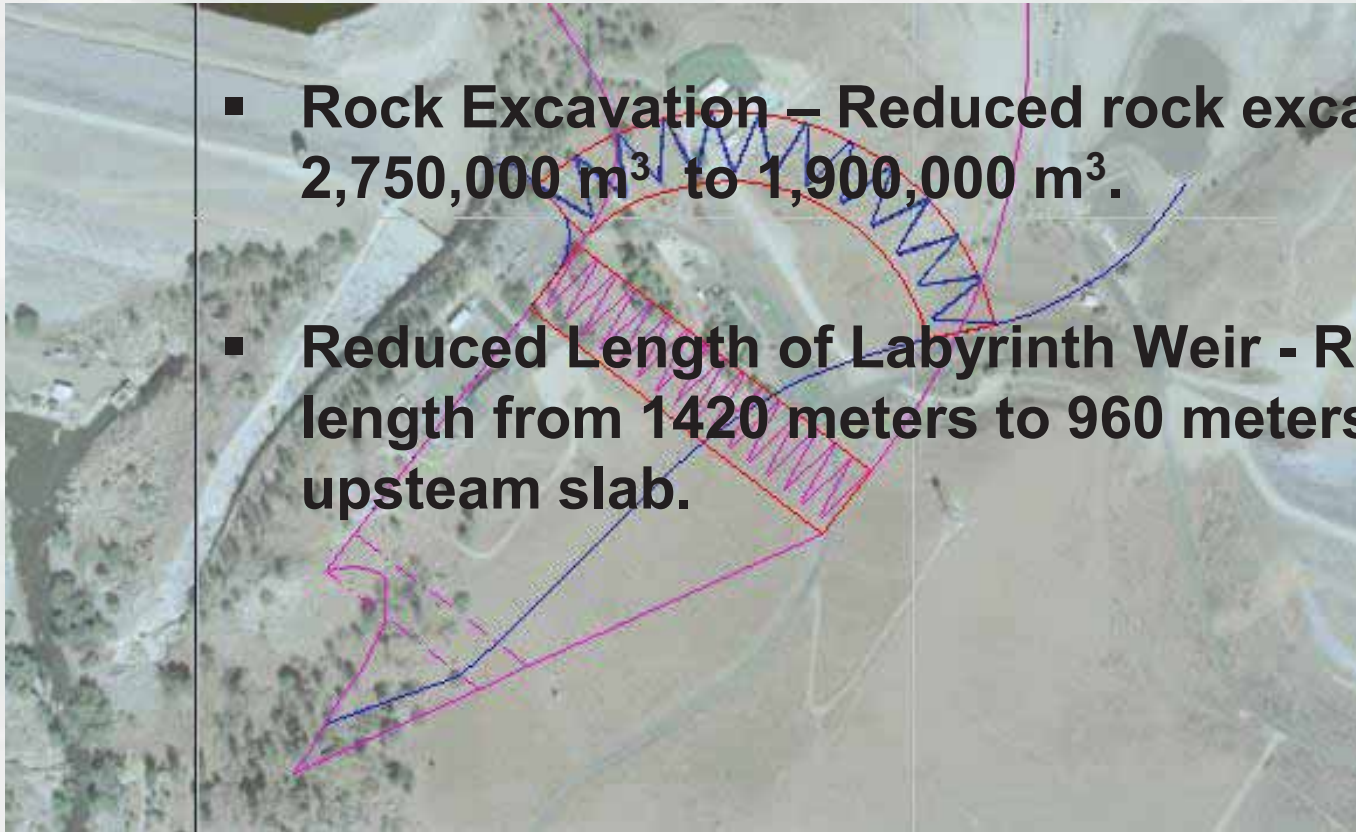 ▪ Rock Excavation – Reduced rock exca
2,750,000 m³ to 1,900,000 m³.
▪ Reduced Length of Labyrinth Weir - R
length from 1420 meters to 960 meters
upsteam slab.